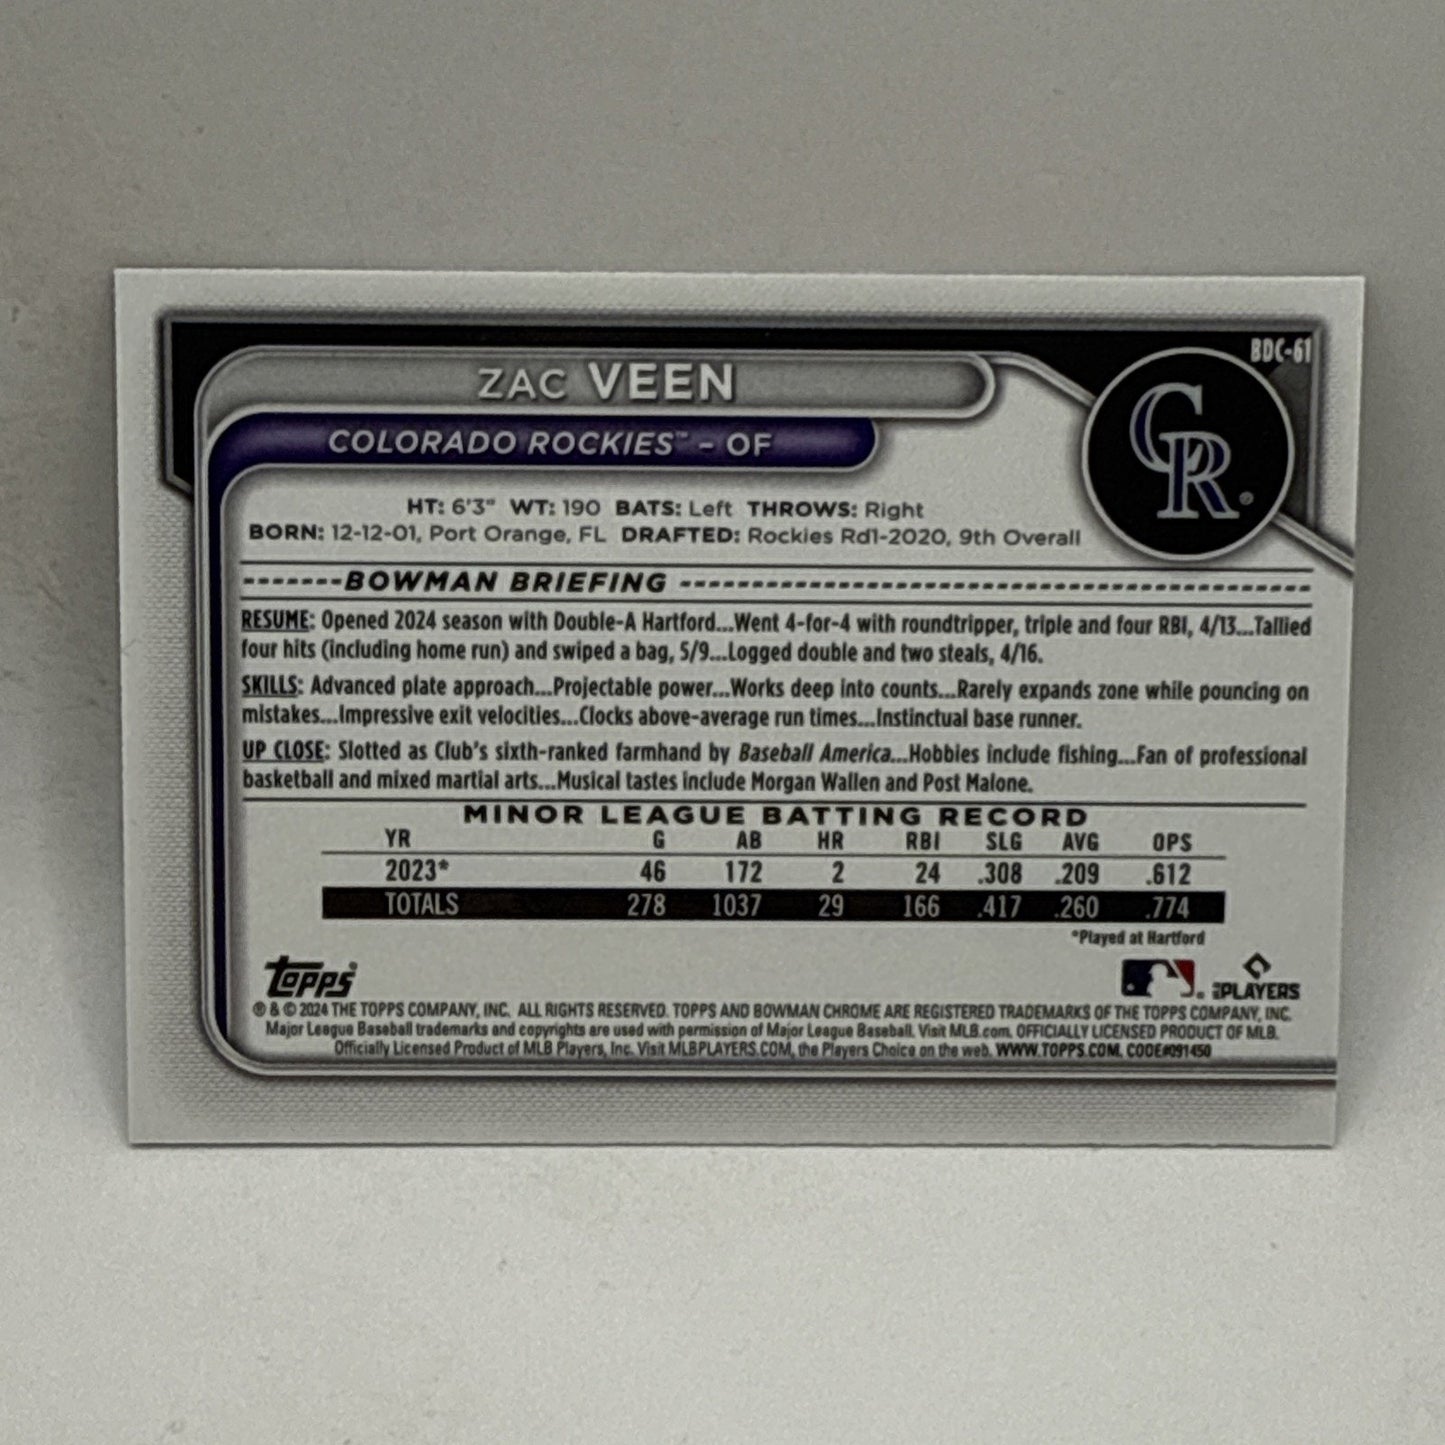 BDC-61
ZAC VEEN
COLORADO ROCKIES™ - OF
CR®
HT: 6'3" WT: 190 BATS: Left THROWS: Right
BORN: 12-12-01, Port Orange, FL DRAFTED: Rockies Rd1-2020, 9th Overall
BOWMAN BRIEFING
RESUME: Opened 2024 season with Double-A Hartford...Went 4-for-4 with roundtripper, triple and four RBI, 4/13...Tallied
four hits (including home run) and swiped a bag, 5/9...Logged double and two steals, 4/16.
SKILLS: Advanced plate approach...Projectable power...Works deep into counts...Rarely expands zone while pouncing on
mistakes...Impressive exit velocities...Clocks above-average run times...Instinctual base runner.
UP CLOSE: Slotted as Club's sixth-ranked farmhand by Baseball America...Hobbies include fishing...Fan of professional
basketball and mixed martial arts...Musical tastes include Morgan Wallen and Post Malone.
MINOR LEAGUE BATTING RECORD
YR G AB HR RBI SLG AVG OPS
2023* 46 172 2 24 .308 .209 .612
TOTALS 278 1037 29 166 .417 .260 .774
*Played at Hartford
Topps®
PLAYERS
® & © 2024 THE TOPPS COMPANY, INC. ALL RIGHTS RESERVED. TOPPS AND BOWMAN CHROME ARE REGISTERED TRADEMARKS OF THE TOPPS COMPANY, INC.
Major League Baseball trademarks and copyrights are used with permission of Major League Baseball. Visit MLB.com. OFFICIALLY LICENSED PRODUCT OF MLB.
Officially Licensed Product of MLB Players, Inc. Visit MLBPLAYERS.COM, the Players Choice on the web. WWW.TOPPS.COM. CODE#091450